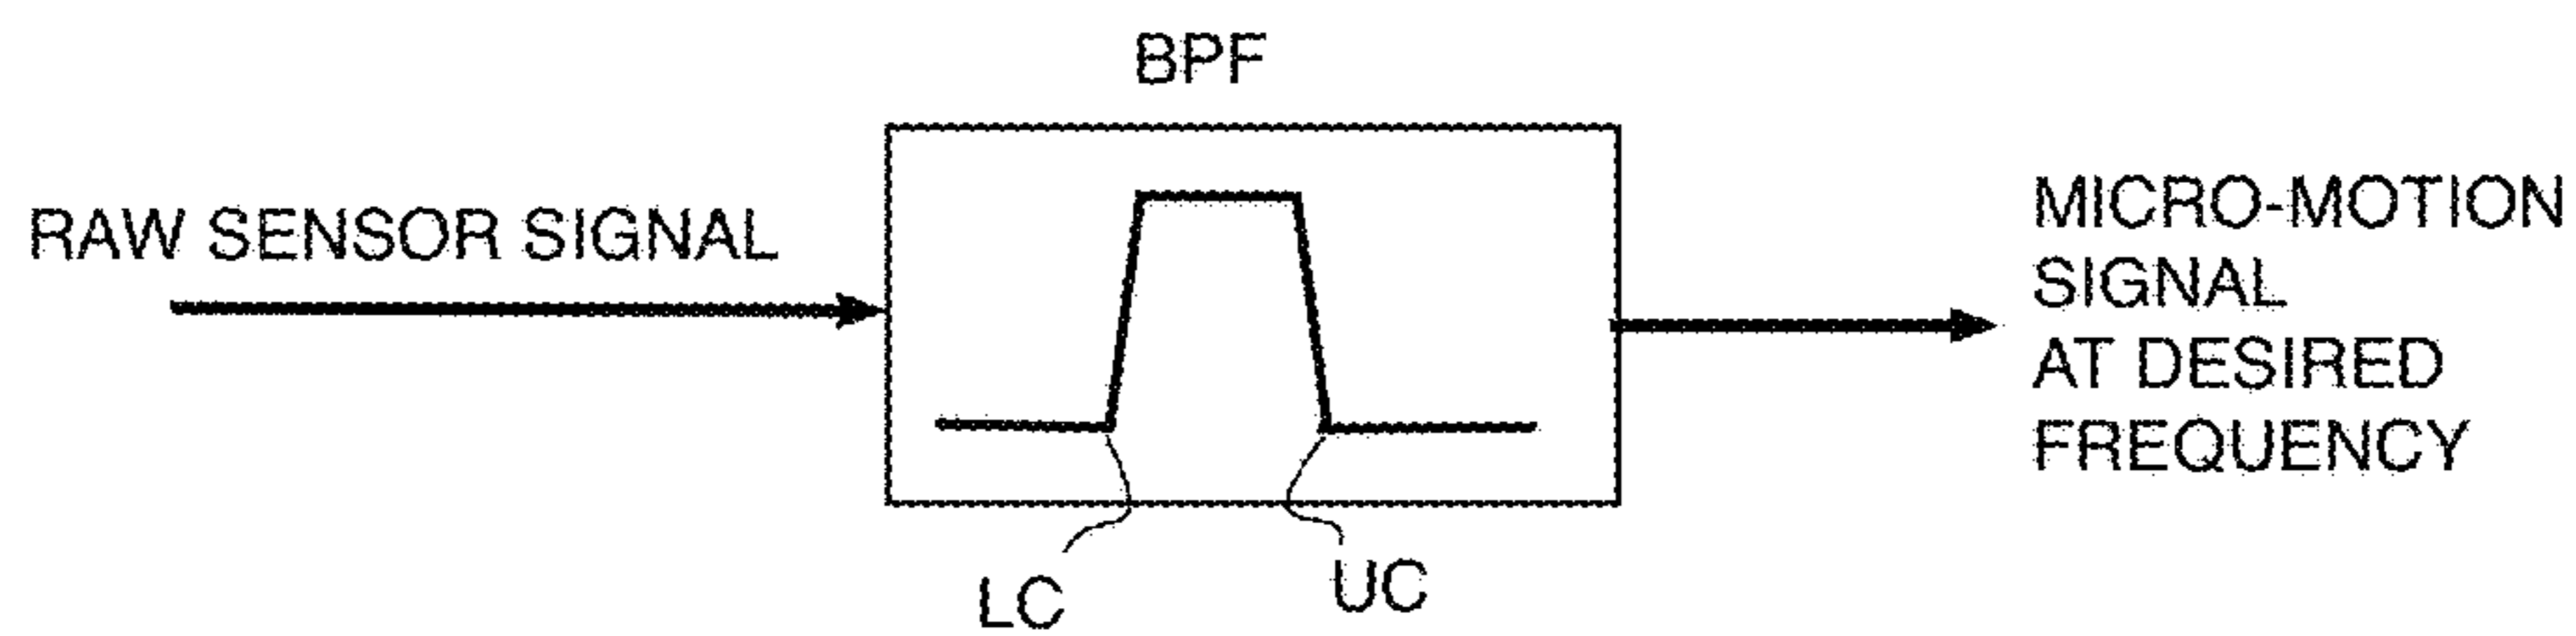 BPF
RAW SENSOR SIGNAL
MICRO-MOTION
SIGNAL
AT DESIRED
FREQUENCY
LC
UC